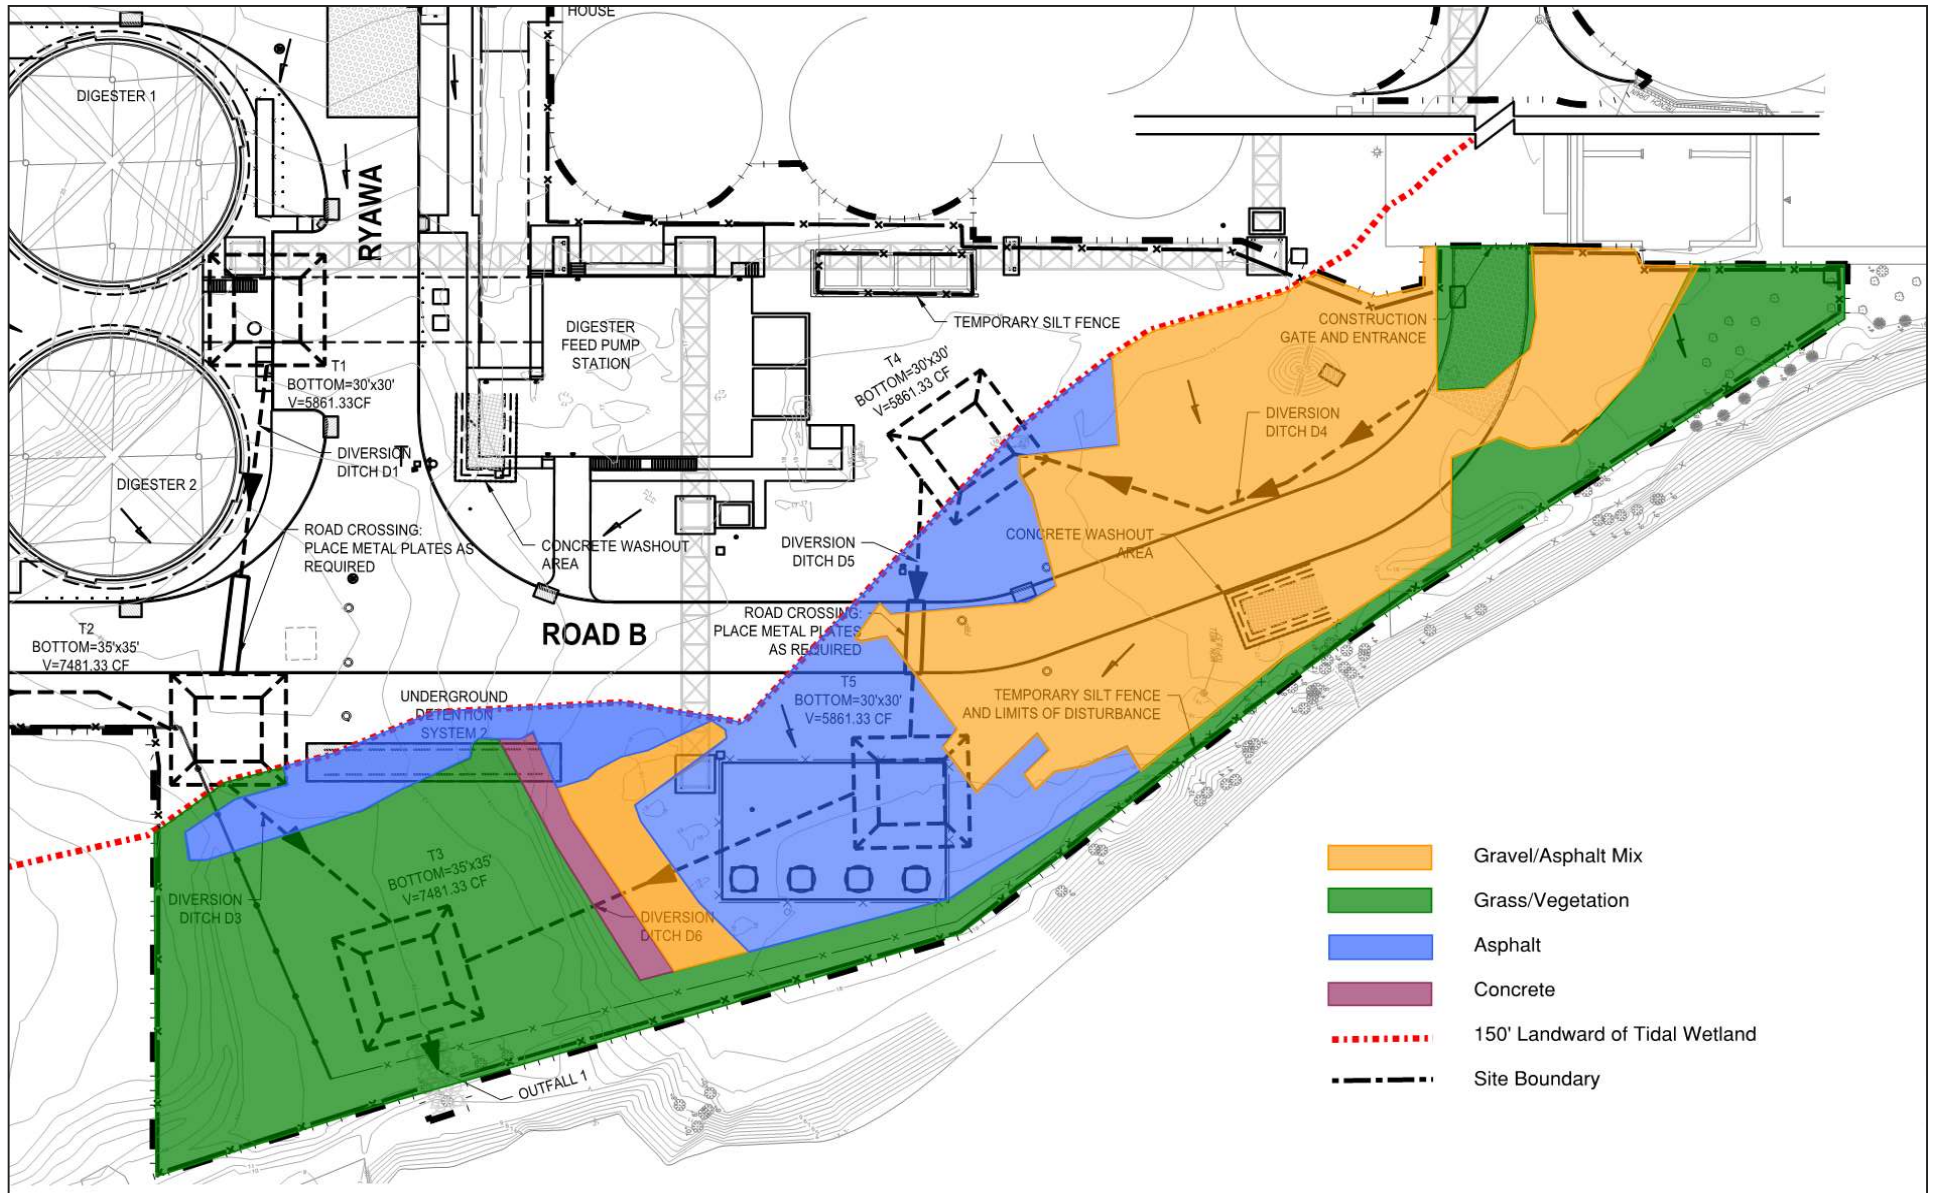 HOUSE
DIGESTER 1
RYAWA
TEMPORARY SILT FENCE
DIGESTER
FEED PUMP
STATION
CONSTRUCTION
GATE AND ENTRANCE
T1
BOTTOM=30'x30'
V=5861.33CF
T4
BOTTOM=30'x30'
V=5861.33 CF
DIVERSION
DITCH D4
DIVERSION
DITCH D1
DIGESTER 2
ROAD CROSSING:
PLACE METAL PLATES AS
REQUIRED
CONCRETE WASHOUT
AREA
DIVERSION
DITCH D5
CONCRETE WASHOUT
AREA
T2
BOTTOM=35'x35'
V=7481.33 CF
ROAD B
ROAD CROSSING:
PLACE METAL PLATES
AS REQUIRED
UNDERGROUND
DETENTION
SYSTEM 2
T5
BOTTOM=30'x30'
V=5861.33 CF
TEMPORARY SILT FENCE
AND LIMITS OF DISTURBANCE
T3
BOTTOM=35'x35'
V=7481.33 CF
DIVERSION
DITCH D3
DIVERSION
DITCH D6
OUTFALL 1
Gravel/Asphalt Mix
Grass/Vegetation
Asphalt
Concrete
150' Landward of Tidal Wetland
Site Boundary